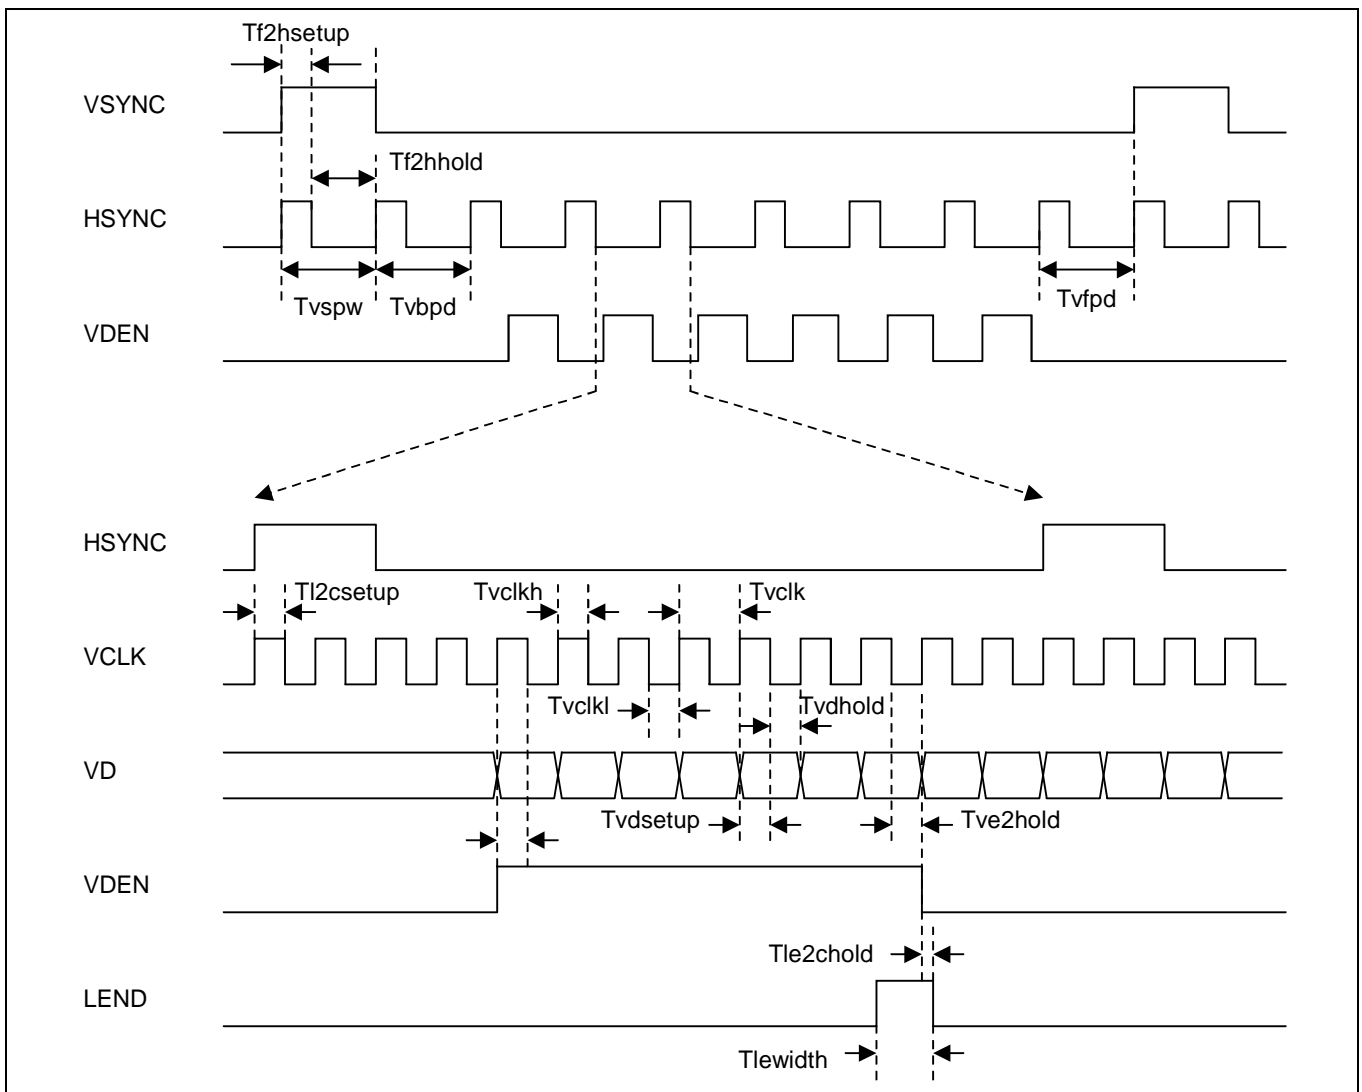 Tf2hsetup
VSYNC
Tf2hhold
HSYNC
Tvspw Tvbpd Tvfpd
VDEN
HSYNC
Tl2csetup Tvclkh Tvclk
VCLK
Tvclkl Tvdhold
VD
Tvdsetup Tve2hold
VDEN
Tle2chold
LEND
Tlewidth